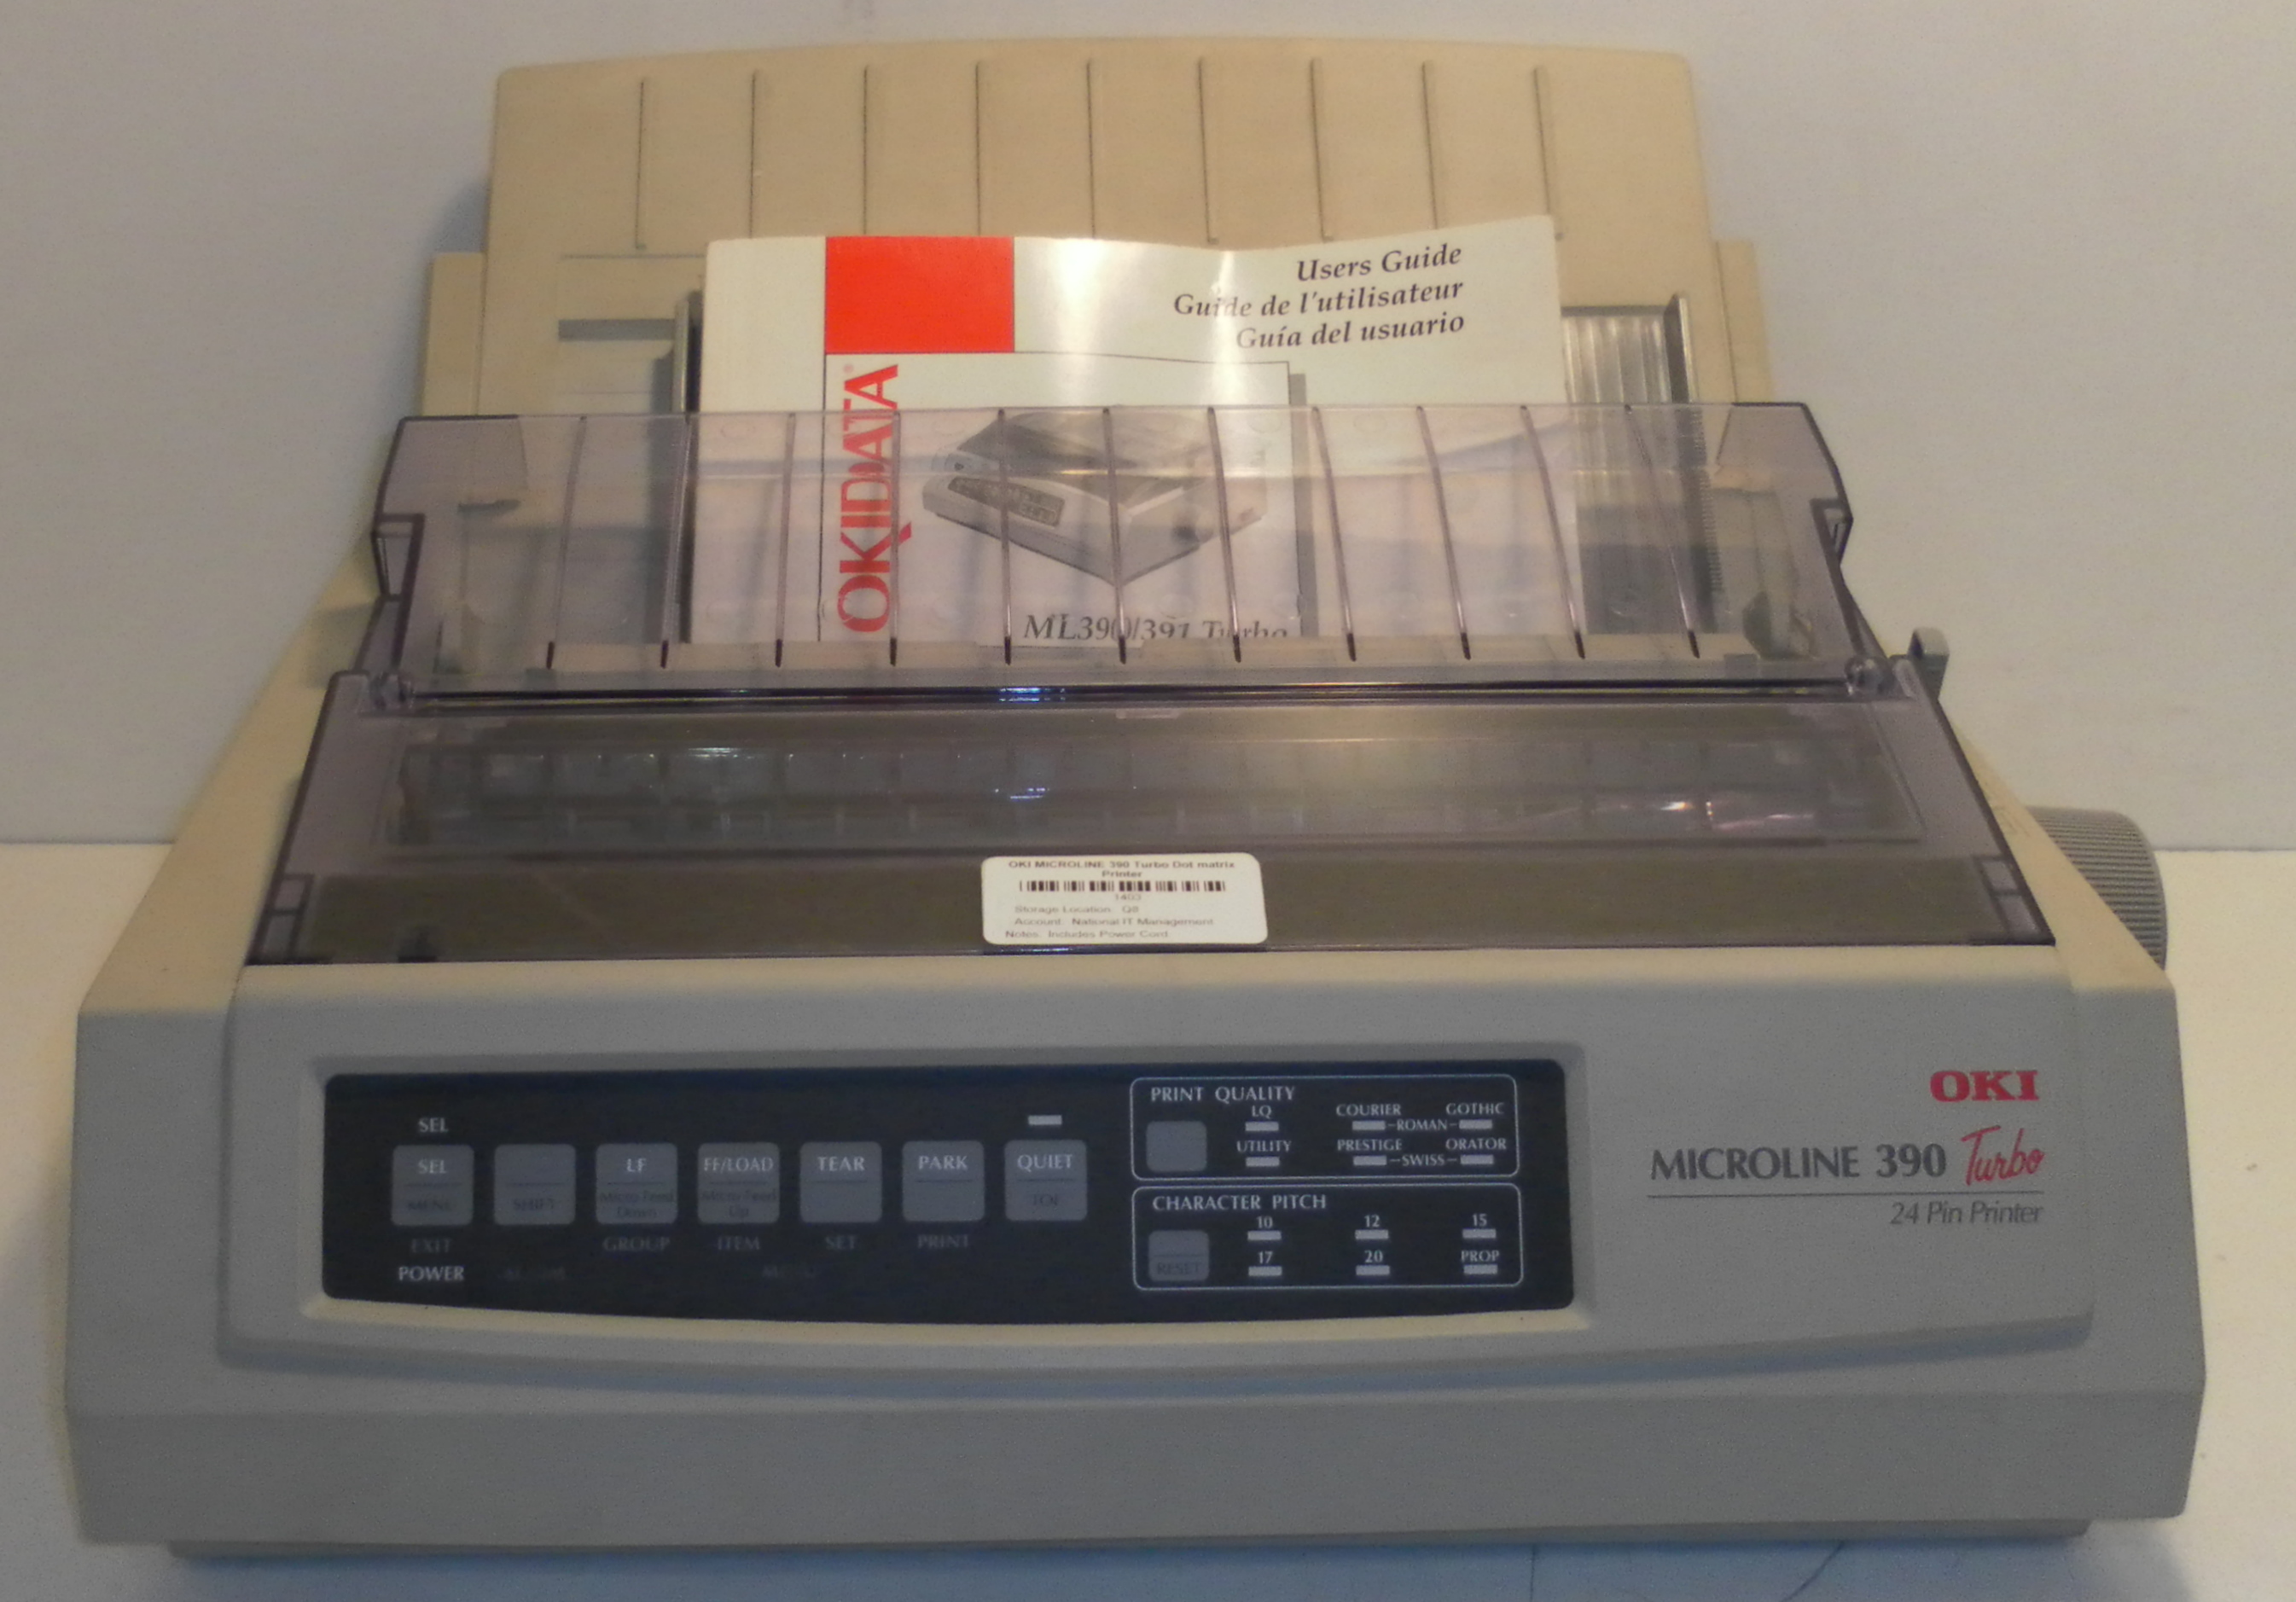 Users Guide
Guide de l'utilisateur
Guía del usuario
OKIDATA®
ML390/391 Turbo
OKI MICROLINE 390 Turbo Dot matrix
Printer
1403
Storage Location: Q8
Account: National IT Management
Notes: Includes Power Cord
OKI
MICROLINE 390 Turbo
24 Pin Printer
SEL
SEL
MENU
EXIT
POWER
SHIFT
LF
Micro Feed
Down
GROUP
FF/LOAD
Micro Feed
Up
ITEM
TEAR
SET
PARK
PRINT
QUIET
TOF
PRINT QUALITY
LQ
UTILITY
COURIER GOTHIC
ROMAN
PRESTIGE ORATOR
SWISS
CHARACTER PITCH
10 12 15
17 20 PROP
RESET